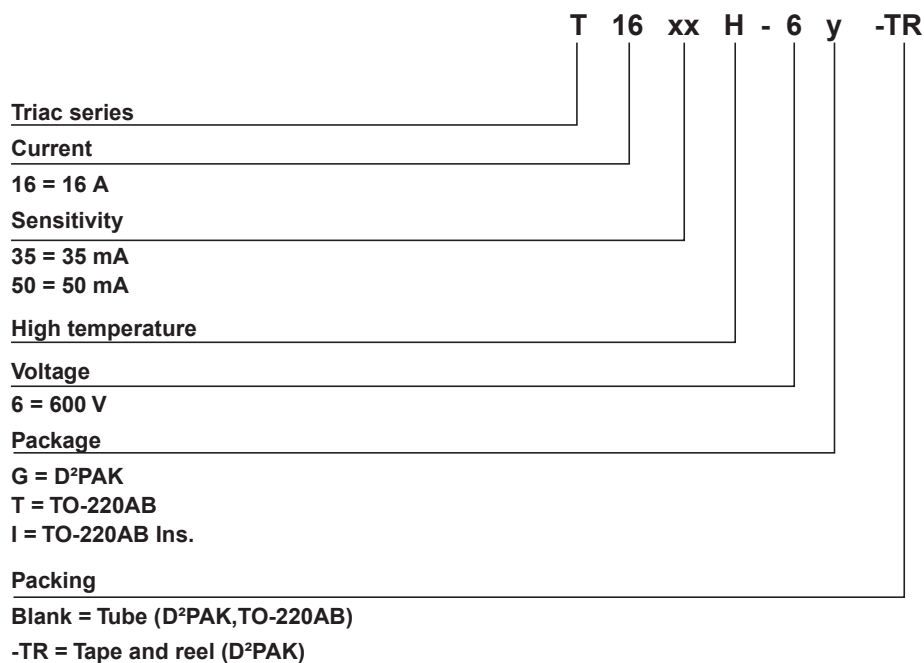 T 16 xx H - 6 y -TR
Triac series
Current
16 = 16 A
Sensitivity
35 = 35 mA
50 = 50 mA
High temperature
Voltage
6 = 600 V
Package
G = D²PAK
T = TO-220AB
I = TO-220AB Ins.
Packing
Blank = Tube (D²PAK,TO-220AB)
-TR = Tape and reel (D²PAK)